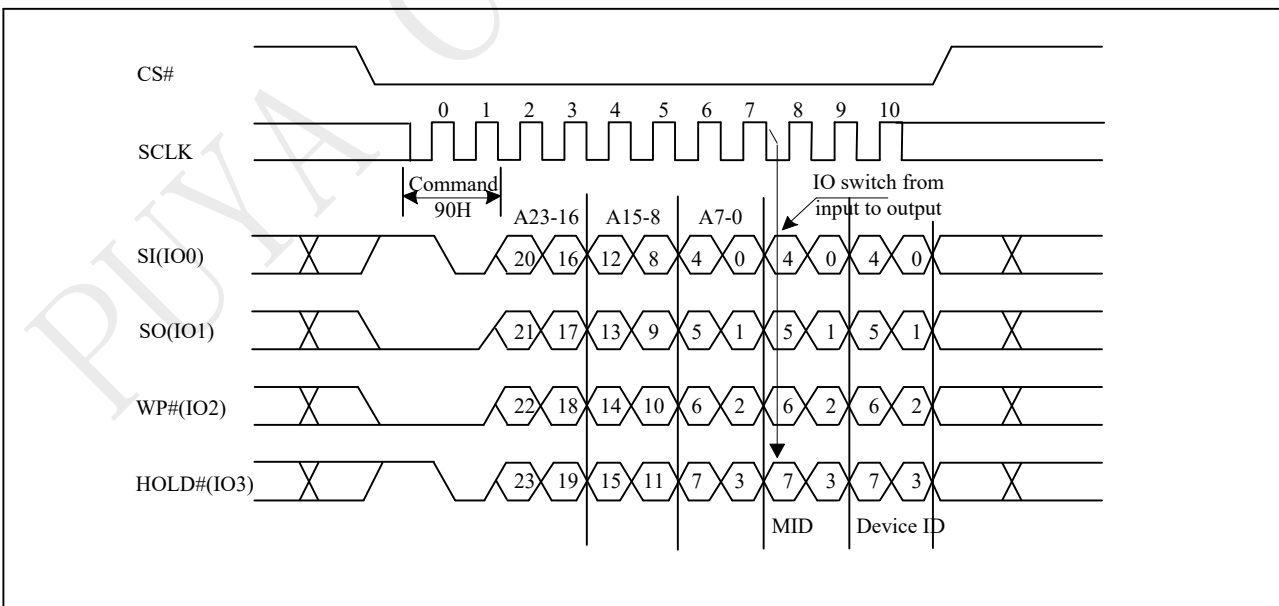 CS#
0 1 2 3 4 5 6 7 8 9 10
SCLK
Command
90H
IO switch from
input to output
A23-16 A15-8 A7-0
SI(IO0) 20 16 12 8 4 0 4 0 4 0
SO(IO1) 21 17 13 9 5 1 5 1 5 1
WP#(IO2) 22 18 14 10 6 2 6 2 6 2
HOLD#(IO3) 23 19 15 11 7 3 7 3 7 3
MID Device ID
PUYA